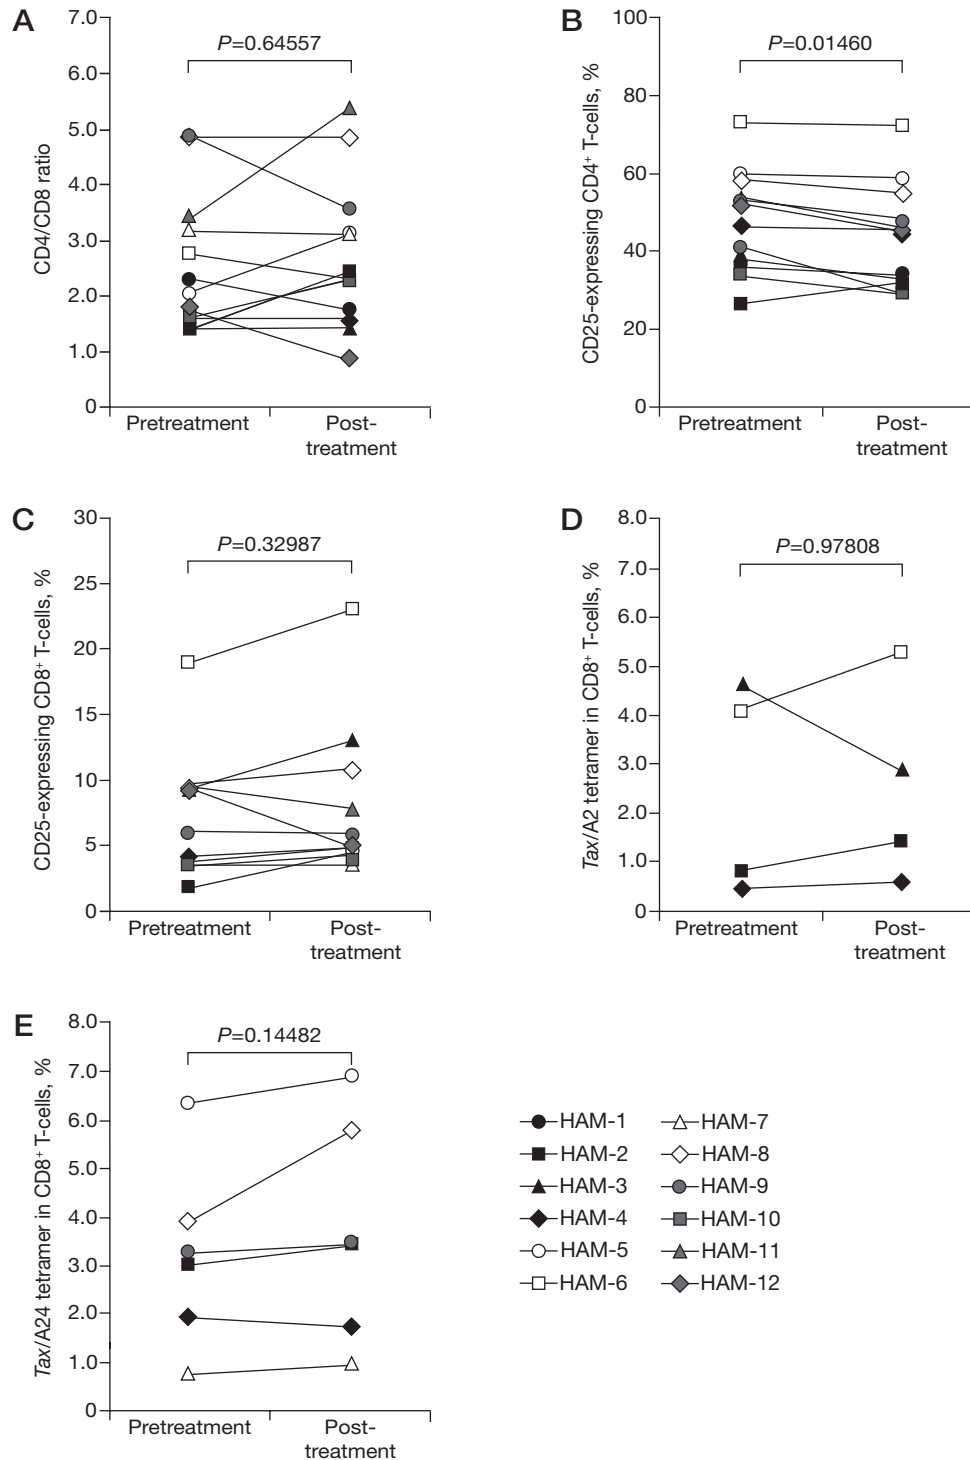 A
CD4/CD8 ratio
7.0
6.0
5.0
4.0
3.0
2.0
1.0
0
P=0.64557
Pretreatment
Post-
treatment
B
CD25-expressing CD4+ T-cells, %
100
80
60
40
20
0
P=0.01460
Pretreatment
Post-
treatment
C
CD25-expressing CD8+ T-cells, %
30
25
20
15
10
5
0
P=0.32987
Pretreatment
Post-
treatment
D
Tax/A2 tetramer in CD8+ T-cells, %
8.0
7.0
6.0
5.0
4.0
3.0
2.0
1.0
0
P=0.97808
Pretreatment
Post-
treatment
E
Tax/A24 tetramer in CD8+ T-cells, %
8.0
7.0
6.0
5.0
4.0
3.0
2.0
1.0
0
P=0.14482
Pretreatment
Post-
treatment
HAM-1
HAM-2
HAM-3
HAM-4
HAM-5
HAM-6
HAM-7
HAM-8
HAM-9
HAM-10
HAM-11
HAM-12